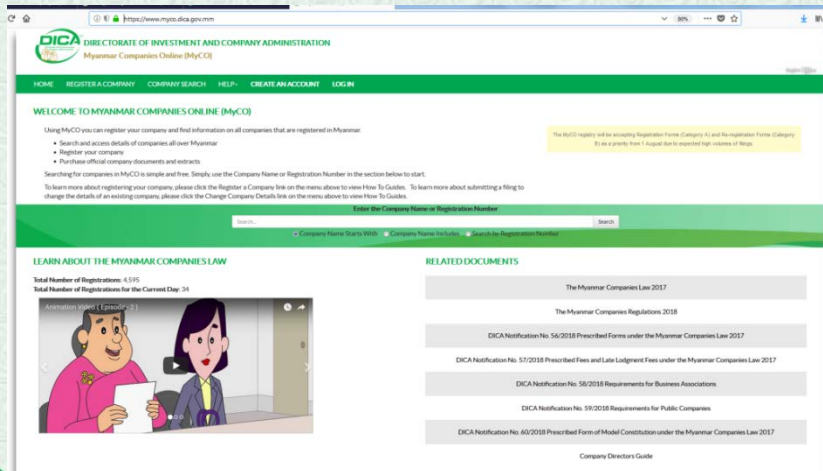 https://www.myco.dica.gov.mm
80%
DICA
DIRECTORATE OF INVESTMENT AND COMPANY ADMINISTRATION
Myanmar Companies Online (MyCO)
HOME REGISTER A COMPANY COMPANY SEARCH HELP CREATE AN ACCOUNT LOG IN
WELCOME TO MYANMAR COMPANIES ONLINE (MyCO)
Using MyCO you can register your company and find information on all companies that are registered in Myanmar.
• Search and access details of companies all over Myanmar
• Register your company
• Purchase official company documents and extracts
Searching for companies in MyCO is simple and free. Simply, use the Company Name or Registration Number in the section below to start.
To learn more about registering your company, please click the Register a Company link on the menu above to view How To Guides. To learn more about submitting a filing to
change the details of an existing company, please click the Change Company Details link on the menu above to view How To Guides.
The MyCO registry will be accepting Registration Forms (Category A) and Re-registration Forms (Category
B) as a priority from 1 August due to expected high volumes of filings.
Enter the Company Name or Registration Number
Search...
Search
Company Name Starts With Company Name Includes Search by Registration Number
LEARN ABOUT THE MYANMAR COMPANIES LAW
Total Number of Registrations: 4,595
Total Number of Registrations for the Current Day: 34
Animation Video ( Episode - 2 )
RELATED DOCUMENTS
The Myanmar Companies Law 2017
The Myanmar Companies Regulations 2018
DICA Notification No. 56/2018 Prescribed Forms under the Myanmar Companies Law 2017
DICA Notification No. 57/2018 Prescribed Fees and Late Lodgment Fees under the Myanmar Companies Law 2017
DICA Notification No. 58/2018 Requirements for Business Associations
DICA Notification No. 59/2018 Requirements for Public Companies
DICA Notification No. 60/2018 Prescribed Form of Model Constitution under the Myanmar Companies Law 2017
Company Directors Guide